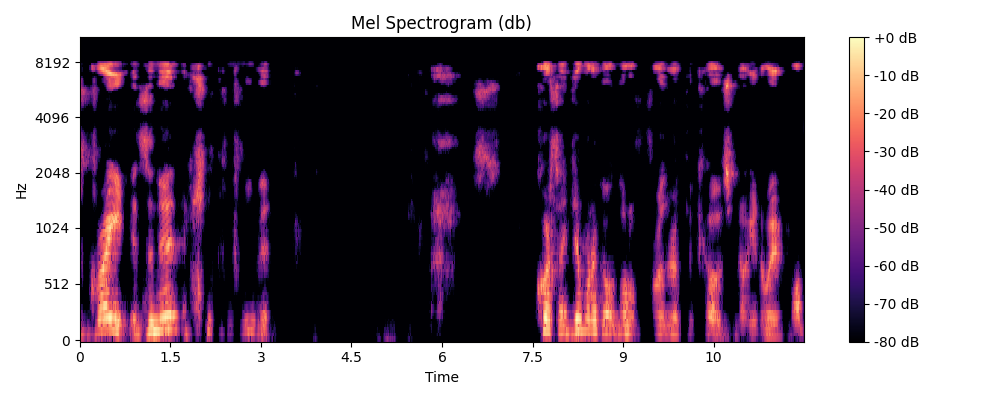 Mel Spectrogram (db)
Hz
8192
4096
2048
1024
512
0
0 1.5 3 4.5 6 7.5 9 10
Time
+0 dB
-10 dB
-20 dB
-30 dB
-40 dB
-50 dB
-60 dB
-70 dB
-80 dB